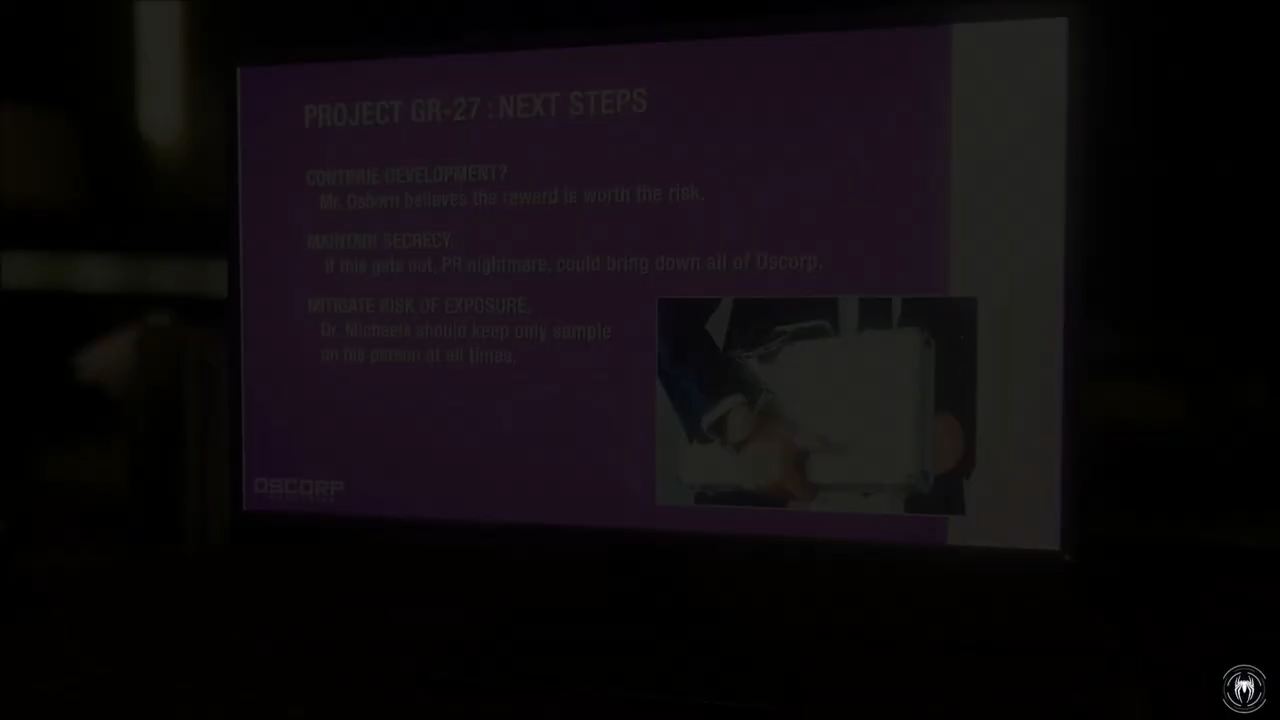 PROJECT GR-27 : NEXT STEPS
CONTINUE DEVELOPMENT?
Mr. Osborn believes the reward is worth the risk.
MAINTAIN SECRECY.
If this gets out, PR nightmare, could bring down all of Oscorp.
MITIGATE RISK OF EXPOSURE.
Dr. Michaels should keep only sample
on his person at all times.
OSCORP